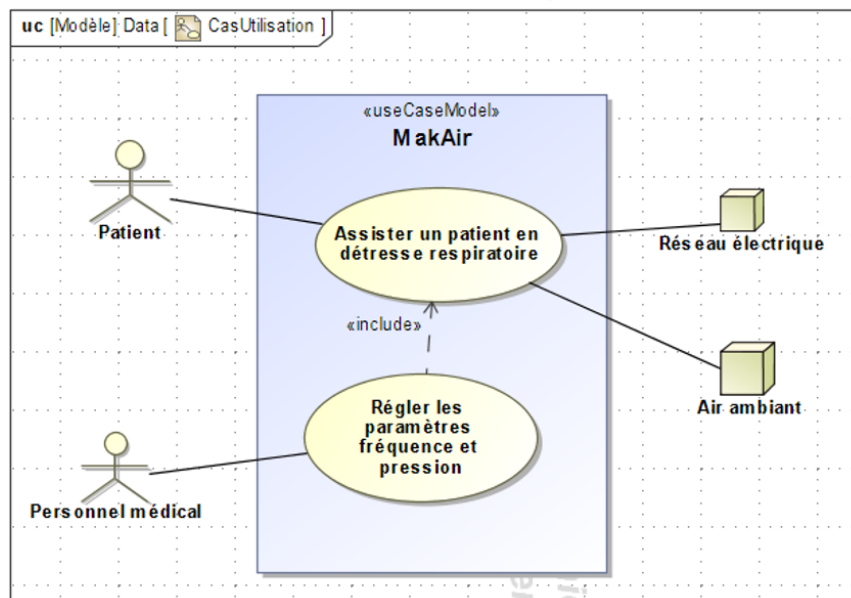 uc [Modèle] Data [ CasUtilisation ]
«useCaseModel»
MakAir
Patient
Assister un patient en
détresse respiratoire
Réseau électrique
«include»
Air ambiant
Régler les
paramètres
fréquence et
pression
Personnel médical